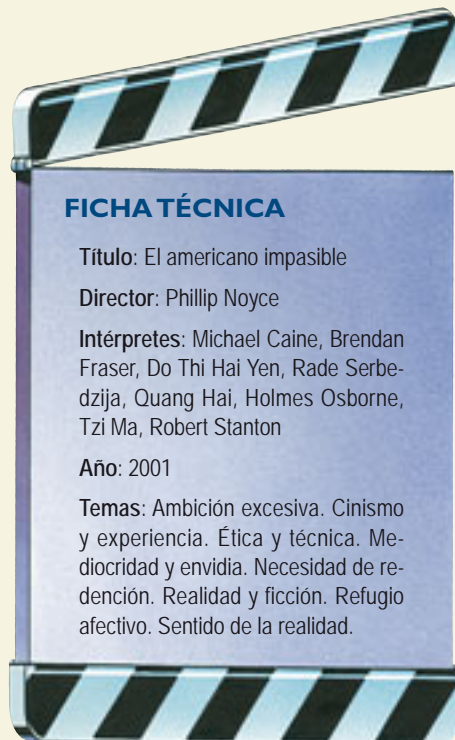 FICHA TÉCNICA
Título: El americano impasible
Director: Phillip Noyce
Intérpretes: Michael Caine, Brendan
Fraser, Do Thi Hai Yen, Rade Serbe-
dzija, Quang Hai, Holmes Osborne,
Tzi Ma, Robert Stanton
Año: 2001
Temas: Ambición excesiva. Cinismo
y experiencia. Ética y técnica. Me-
diocridad y envidia. Necesidad de re-
dención. Realidad y ficción. Refugio
afectivo. Sentido de la realidad.